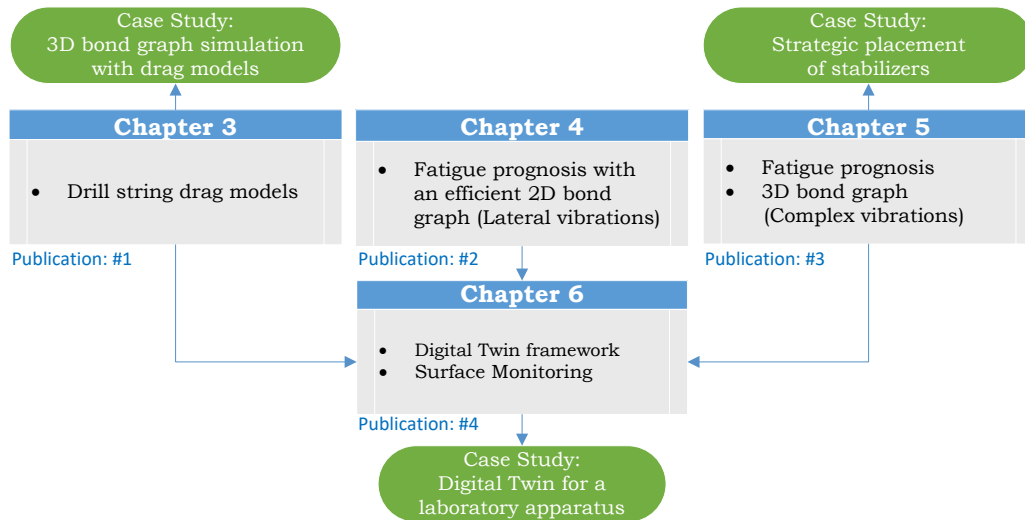 Case Study:
3D bond graph simulation
with drag models
Case Study:
Strategic placement
of stabilizers
Chapter 3
• Drill string drag models
Publication: #1
Chapter 4
• Fatigue prognosis with
an efficient 2D bond
graph (Lateral vibrations)
Publication: #2
Chapter 5
• Fatigue prognosis
• 3D bond graph
(Complex vibrations)
Publication: #3
Chapter 6
• Digital Twin framework
• Surface Monitoring
Publication: #4
Case Study:
Digital Twin for a
laboratory apparatus